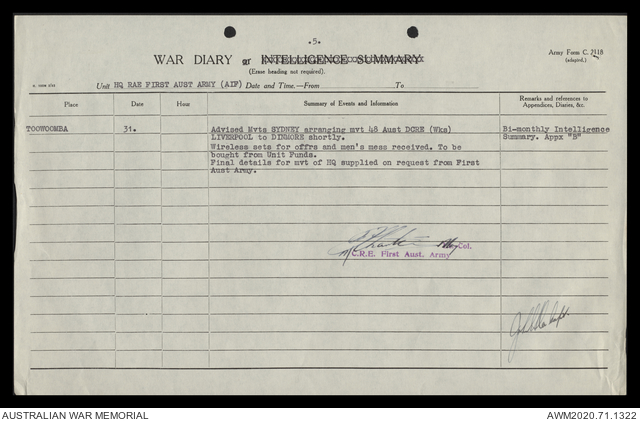 -5-
WAR DIARY or INTELLIGENCE SUMMARY
(Erase heading not required).
Army Form C. 2118
(adapted.)
Unit HQ RAE FIRST AUST ARMY (AIF) Date and Time.—From To
Place Date Hour Summary of Events and Information Remarks and references to Appendices, Diaries, &c.
TOOWOOMBA 31. Advised Mvts SYDNEY arranging mvt 48 Aust DCRE (Wks) Bi-monthly Intelligence
LIVERPOOL to DINMORE shortly. Summary. Appx "B"
Wireless sets for offrs and men's mess received. To be
bought from Unit Funds.
Final details for mvt of HQ supplied on request from First
Aust Army.
Col.
C.R.E. First Aust. Army
AUSTRALIAN WAR MEMORIAL
AWM2020.71.1322